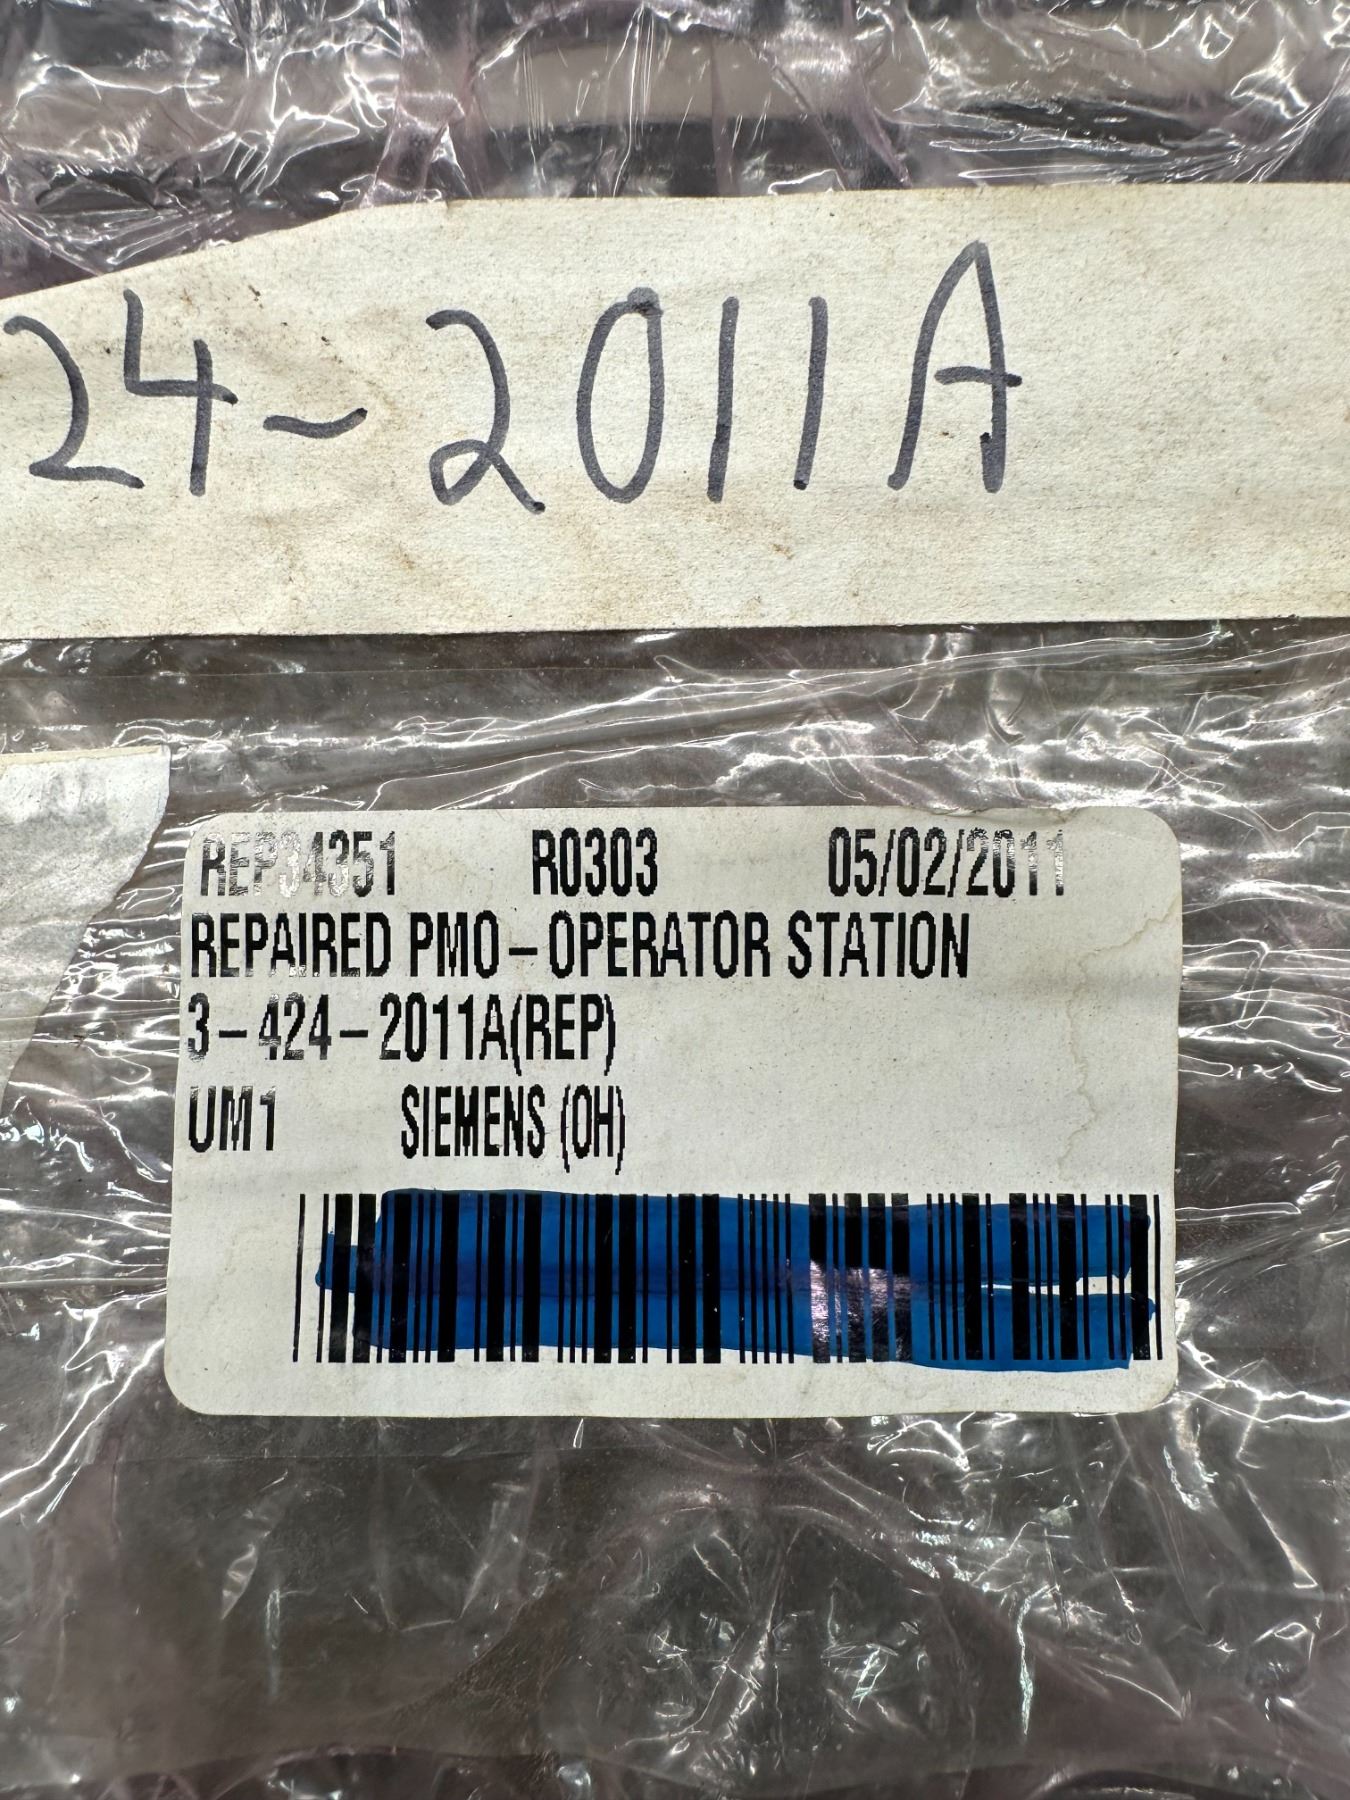 24-2011A
REP34351 R0303 05/02/2011
REPAIRED PMO-OPERATOR STATION
3-424-2011A(REP)
UM1 SIEMENS (OH)